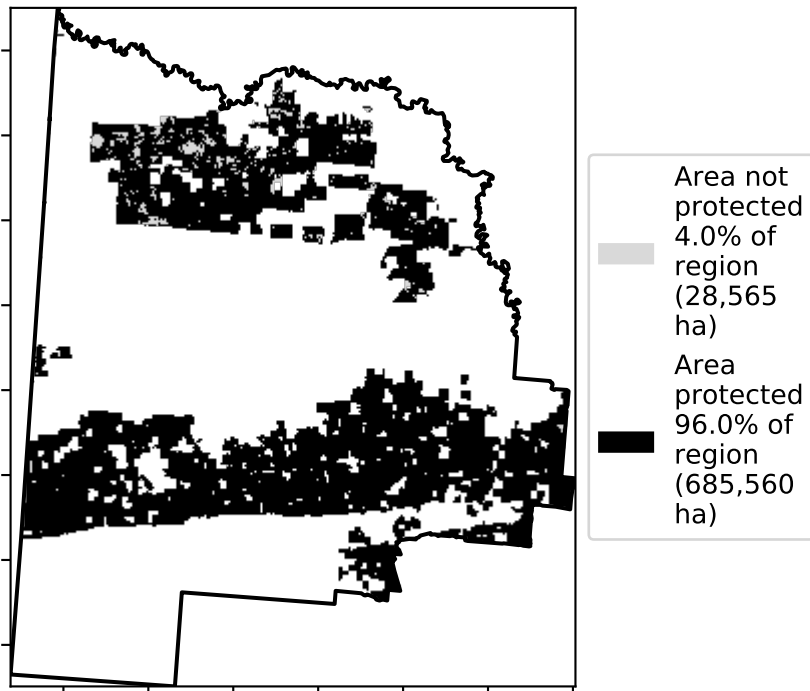 Area not
protected
4.0% of
region
(28,565
ha)
Area
protected
96.0% of
region
(685,560
ha)